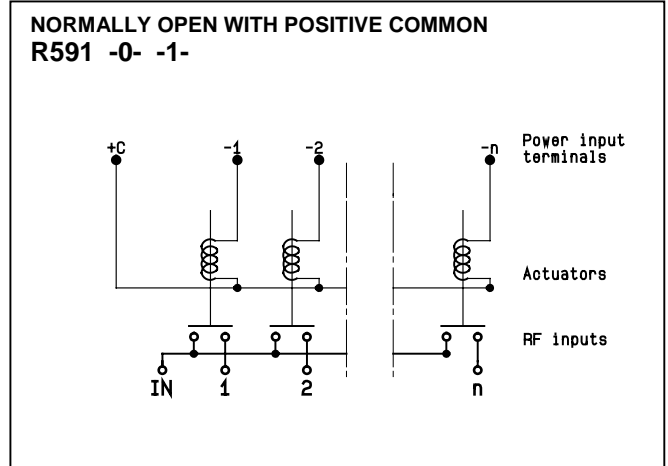 NORMALLY OPEN WITH POSITIVE COMMON
R591 -0- -1-
+C -1 -2 -n Power input
terminals
Actuators
RF inputs
IN 1 2 n